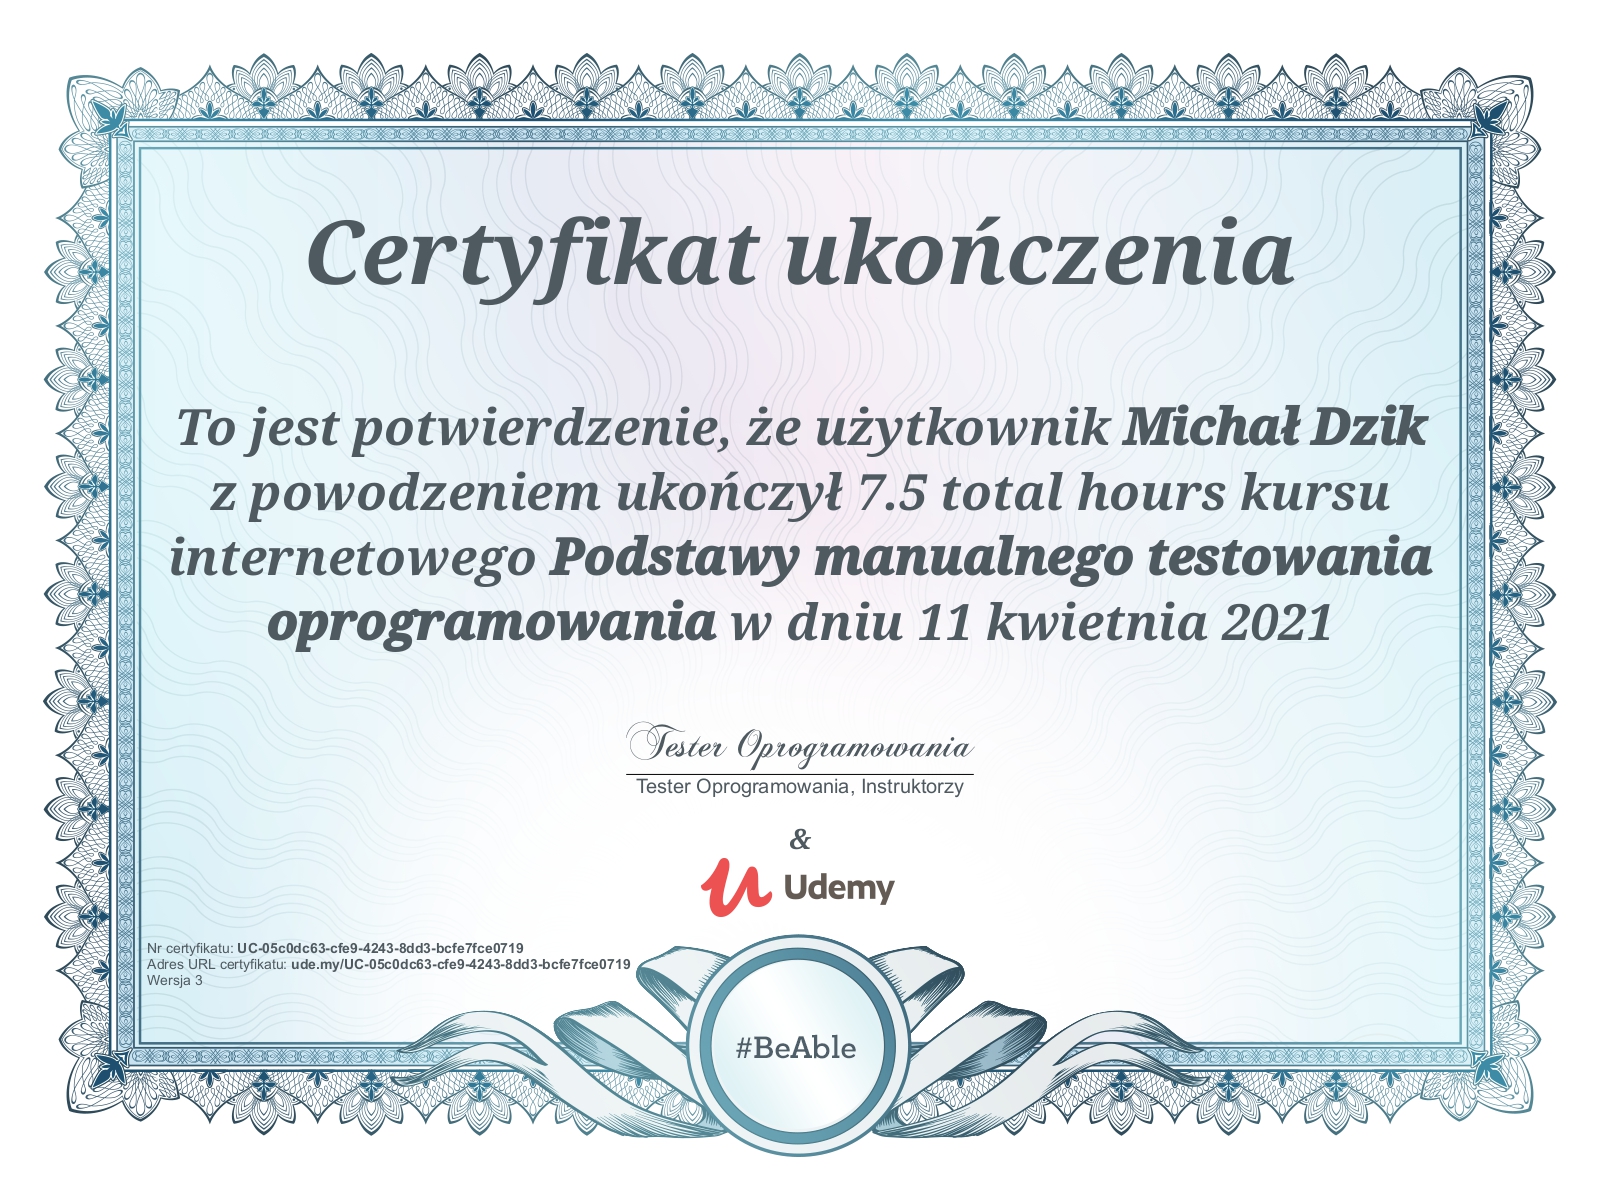 Certyfikat ukończenia
To jest potwierdzenie, że użytkownik Michał Dzik
z powodzeniem ukończył 7.5 total hours kursu
internetowego Podstawy manualnego testowania
oprogramowania w dniu 11 kwietnia 2021
Tester Oprogramowania
Tester Oprogramowania, Instruktorzy
&
Udemy
Nr certyfikatu: UC-05c0dc63-cfe9-4243-8dd3-bcfe7fce0719
Adres URL certyfikatu: ude.my/UC-05c0dc63-cfe9-4243-8dd3-bcfe7fce0719
Wersja 3
#BeAble